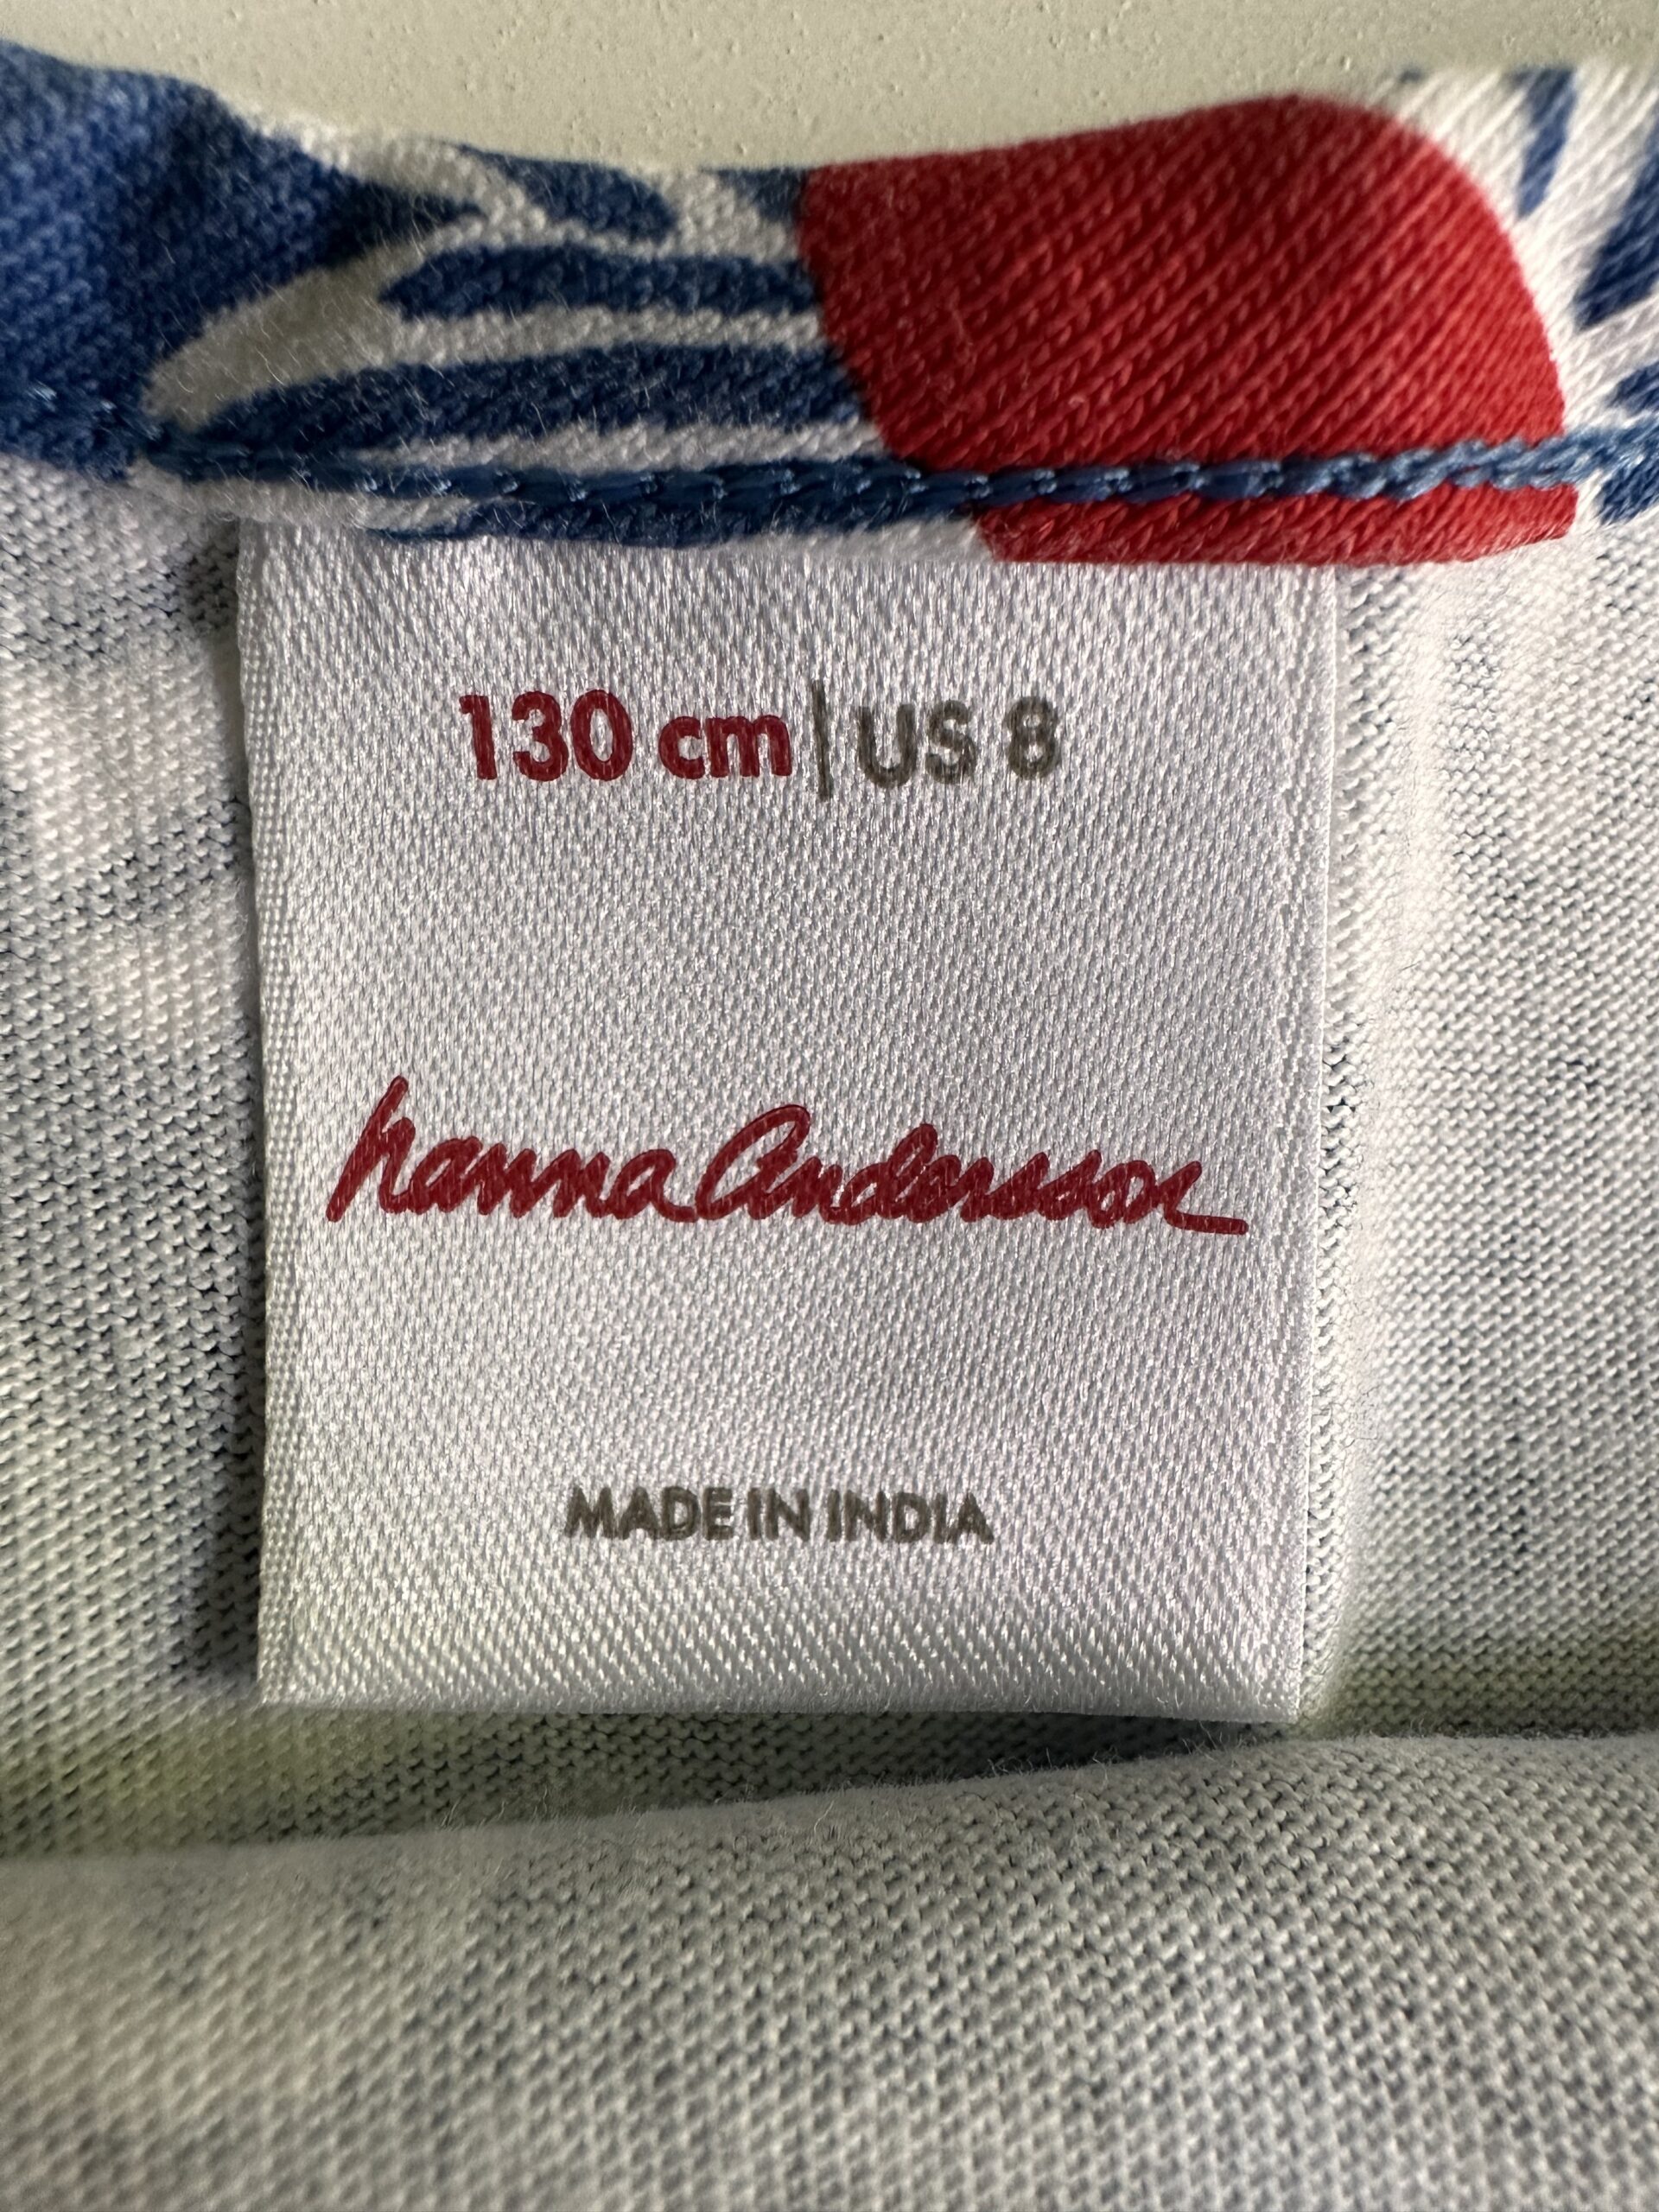 130 cm | US 8
hanna Andersson
MADE IN INDIA